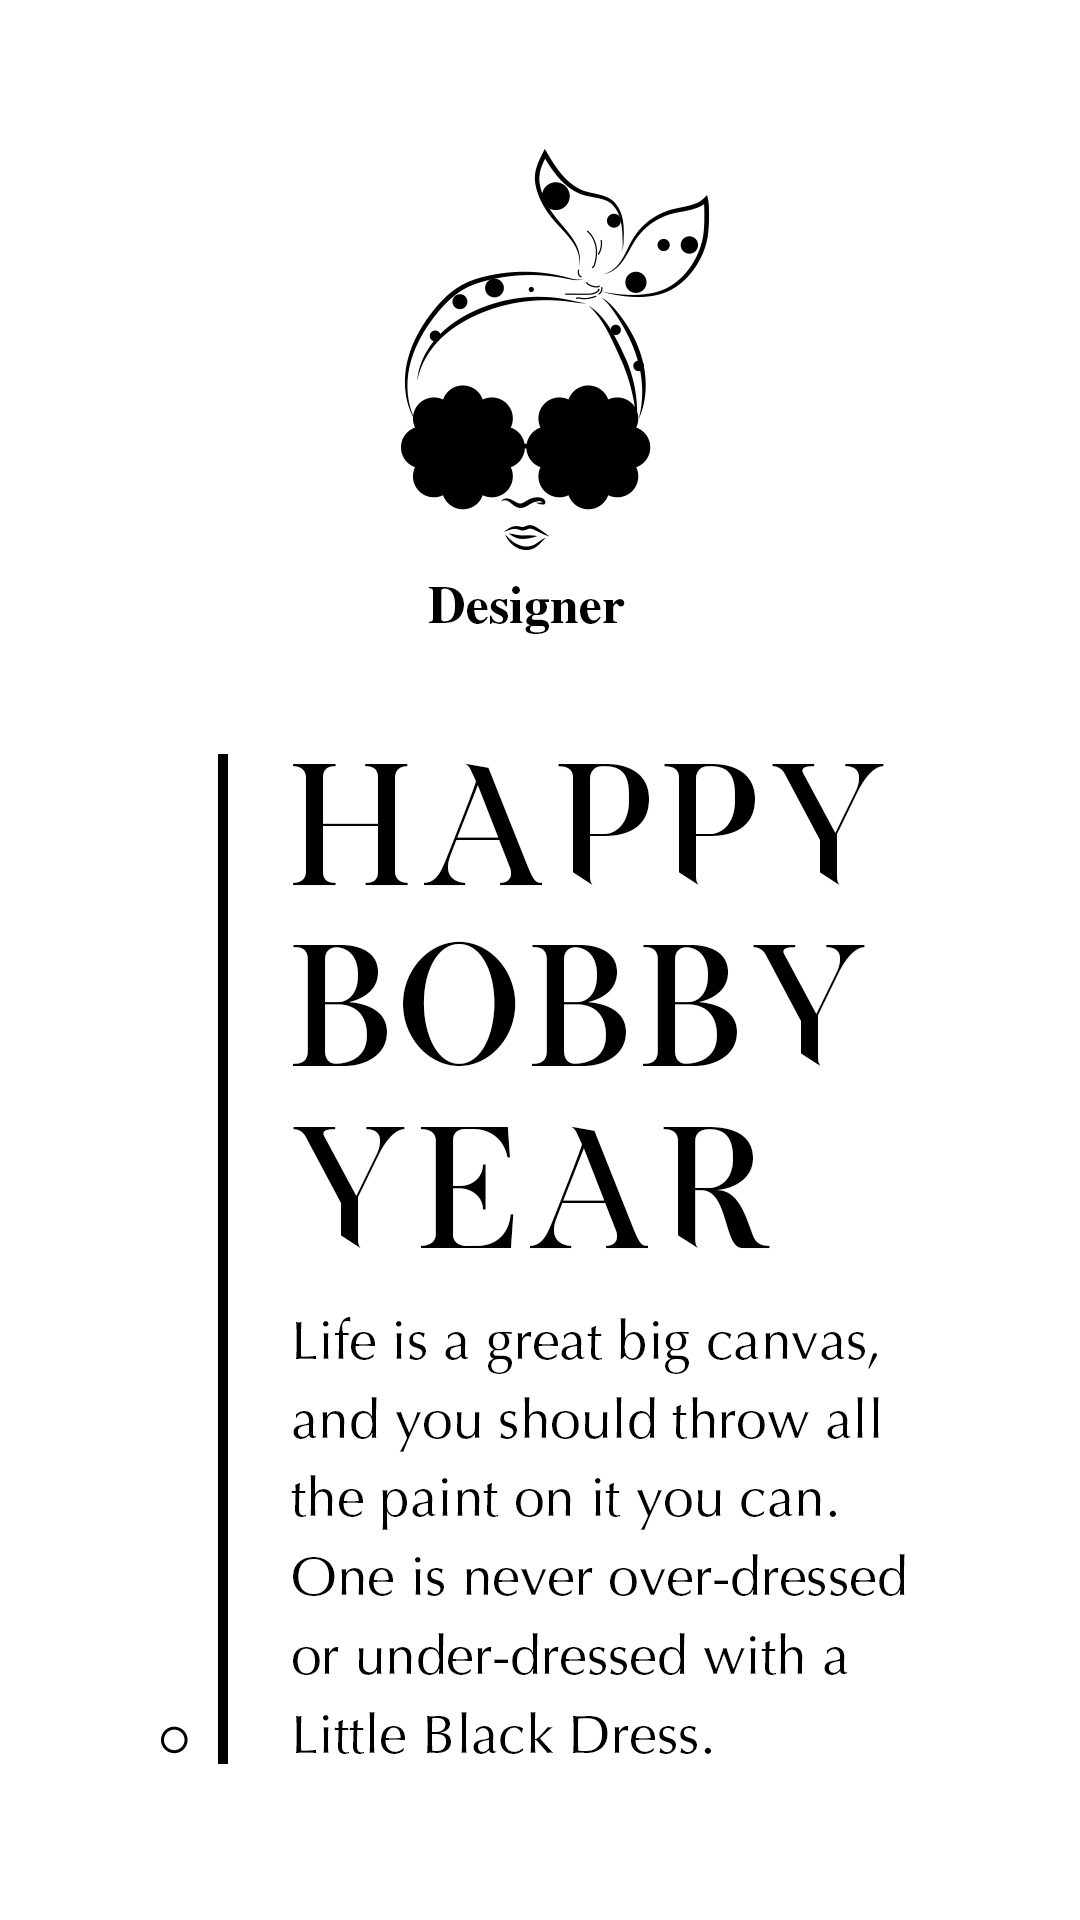 Designer
HAPPY
BOBBY
YEAR
Life is a great big canvas,
and you should throw all
the paint on it you can.
One is never over-dressed
or under-dressed with a
Little Black Dress.